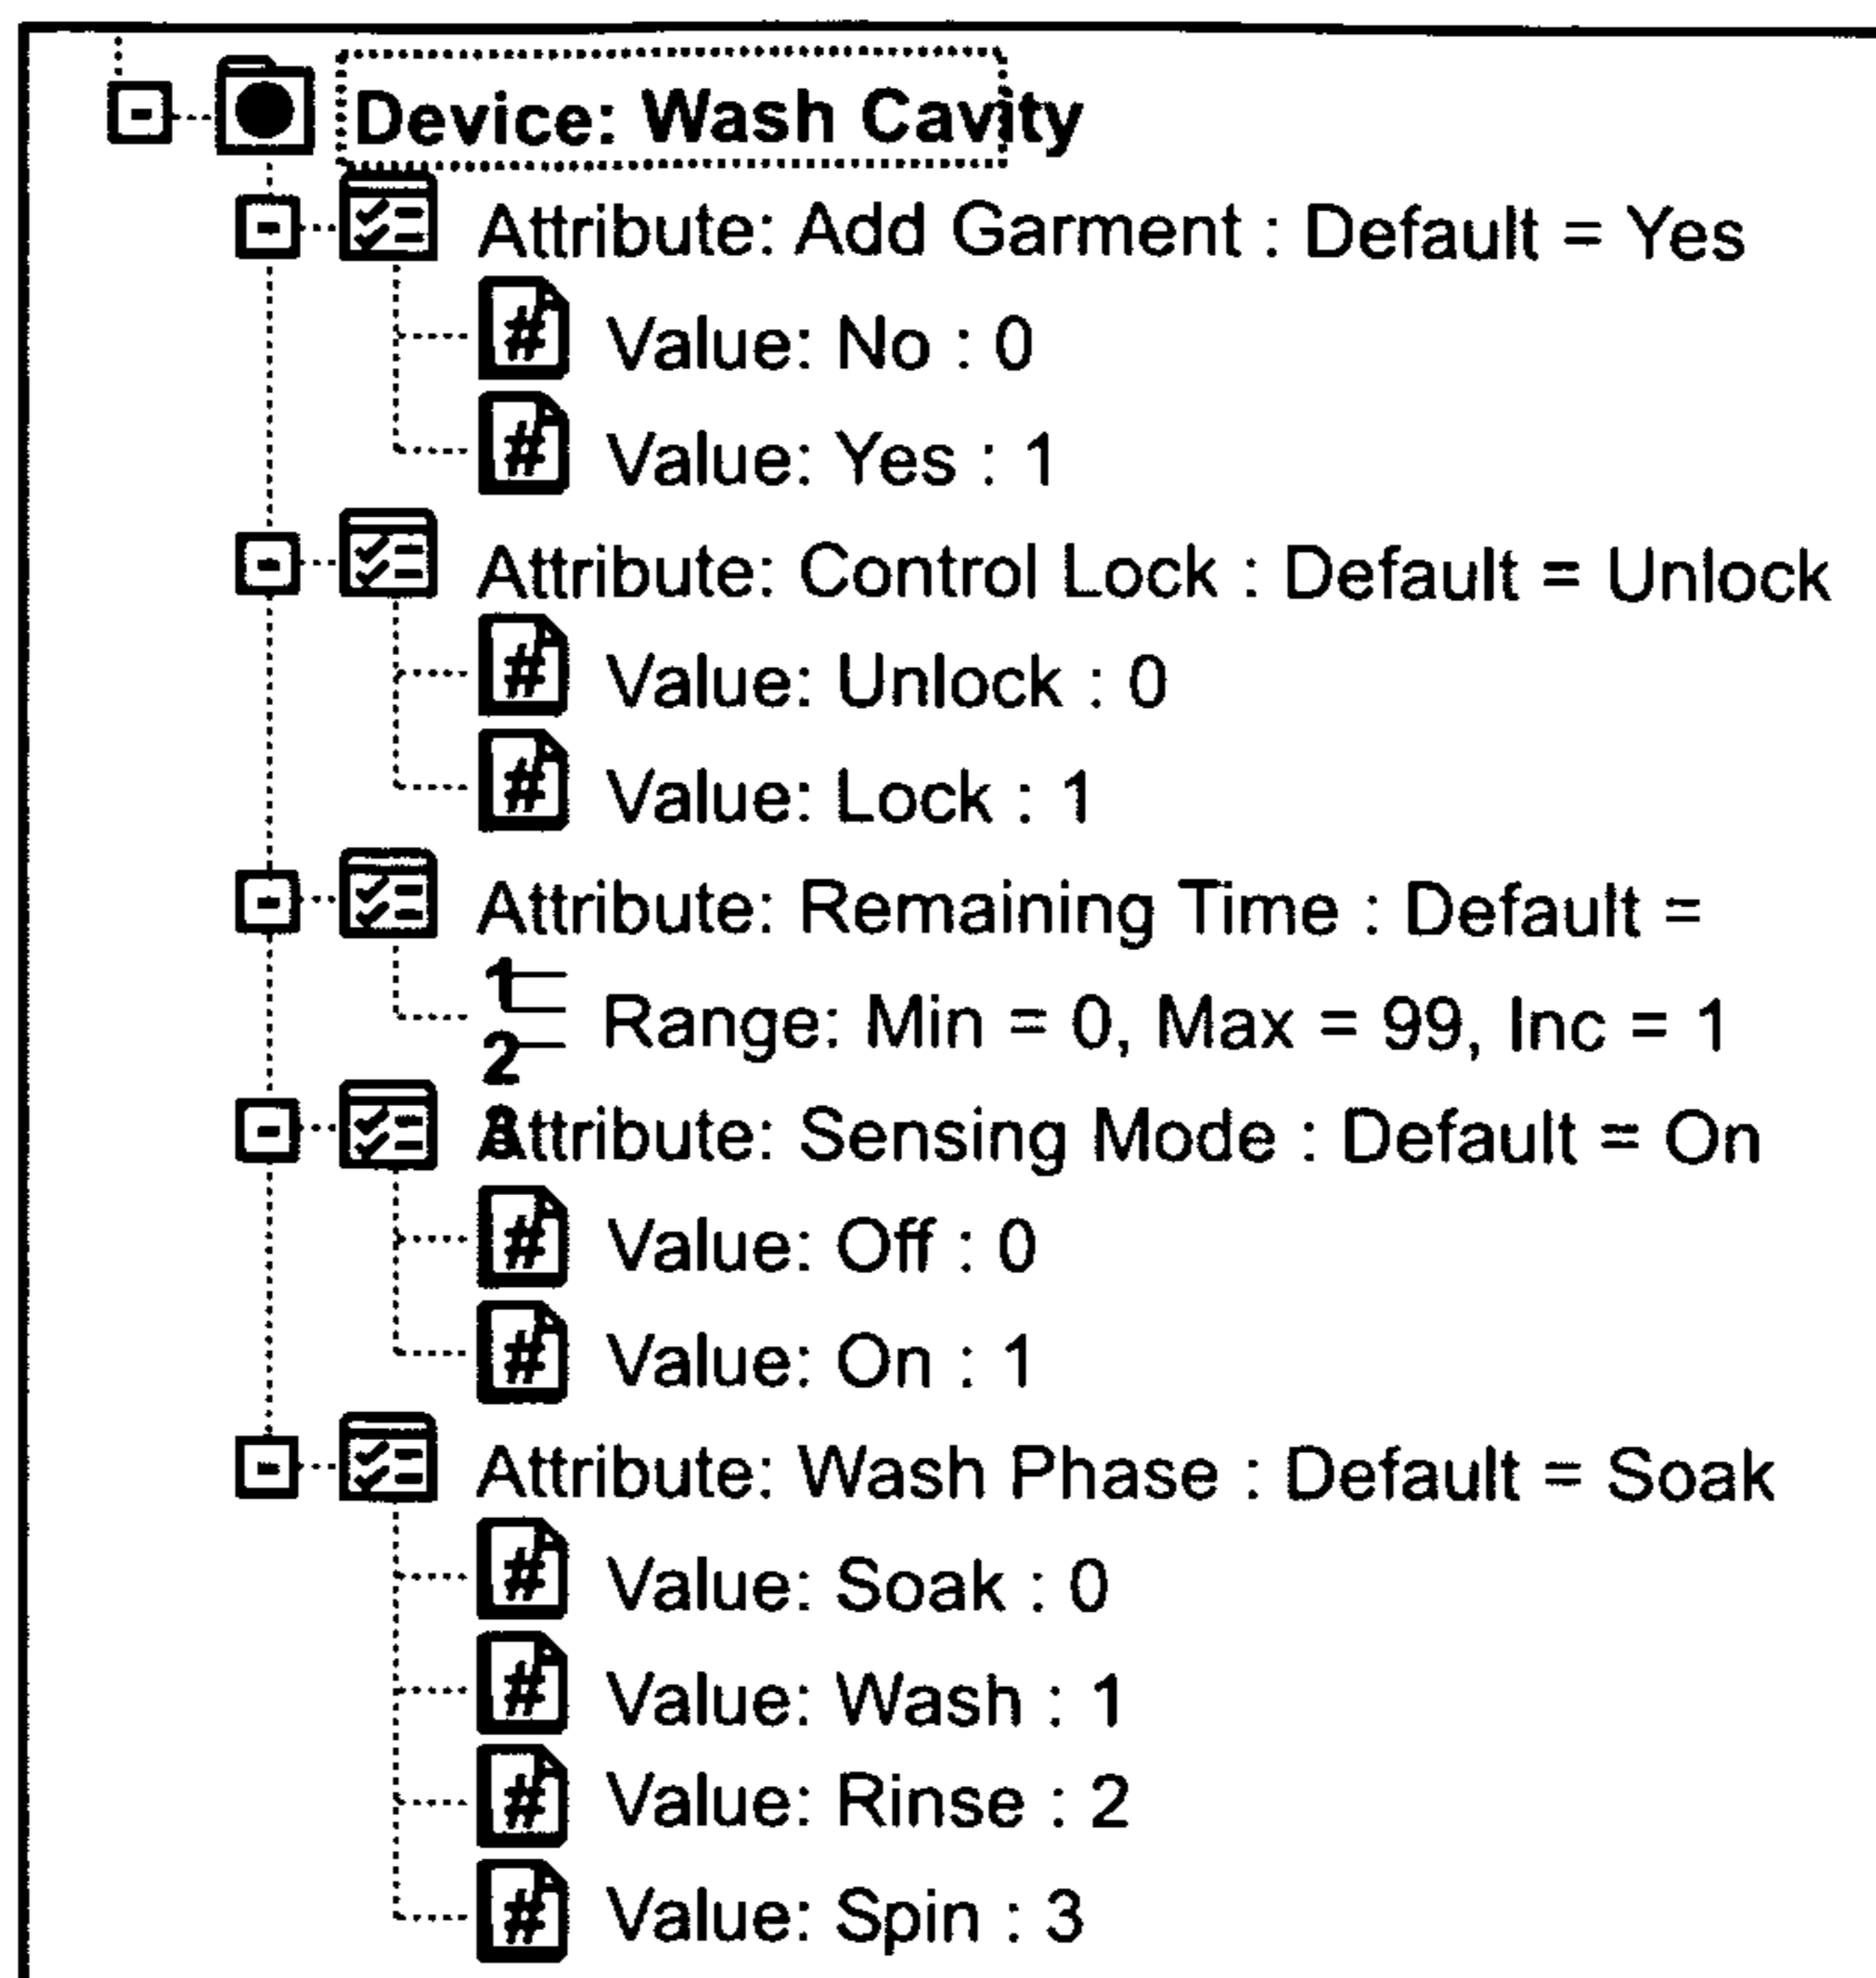 Device: Wash Cavity
Attribute: Add Garment : Default = Yes
# Value: No : 0
# Value: Yes : 1
Attribute: Control Lock : Default = Unlock
# Value: Unlock : 0
# Value: Lock : 1
Attribute: Remaining Time : Default =
1
Range: Min = 0, Max = 99, Inc = 1
2
3
Attribute: Sensing Mode : Default = On
# Value: Off : 0
# Value: On : 1
Attribute: Wash Phase : Default = Soak
# Value: Soak : 0
# Value: Wash : 1
# Value: Rinse : 2
# Value: Spin : 3